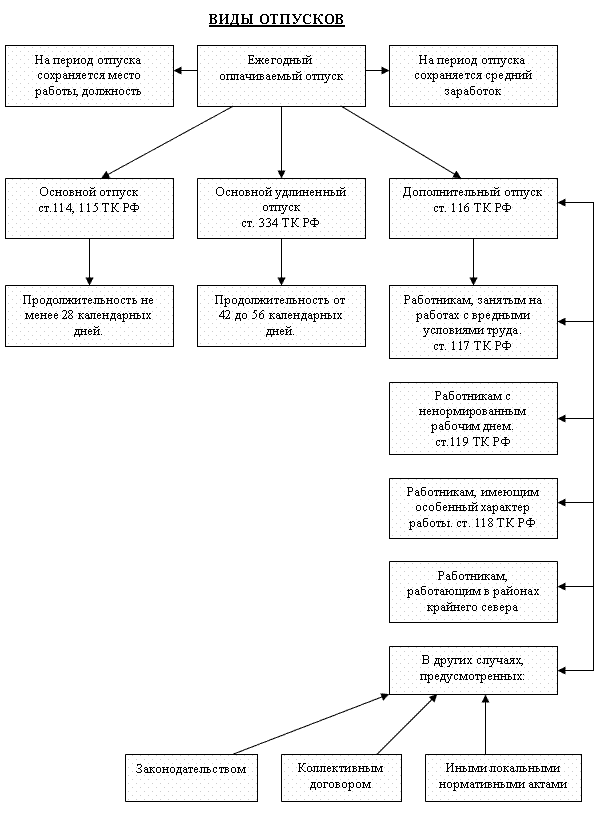 ВИДЫ ОТПУСКОВ
На период отпуска
сохраняется место
работы, должность
Ежегодный
оплачиваемый отпуск
На период отпуска
сохраняется средний
заработок
Основной отпуск
ст.114, 115 ТК РФ
Основной удлиненный
отпуск
ст. 334 ТК РФ
Дополнительный отпуск
ст. 116 ТК РФ
Продолжительность не
менее 28 календарных
дней.
Продолжительность от
42 до 56 календарных
дней.
Работникам, занятым на
работах с вредными
условиями труда.
ст. 117 ТК РФ
Работникам с
ненормированным
рабочим днем.
ст.119 ТК РФ
Работникам, имеющим
особенный характер
работы. ст. 118 ТК РФ
Работникам,
работающим в районах
крайнего севера
В других случаях,
предусмотренных:
Законодательством
Коллективным
договором
Иными локальными
нормативными актами